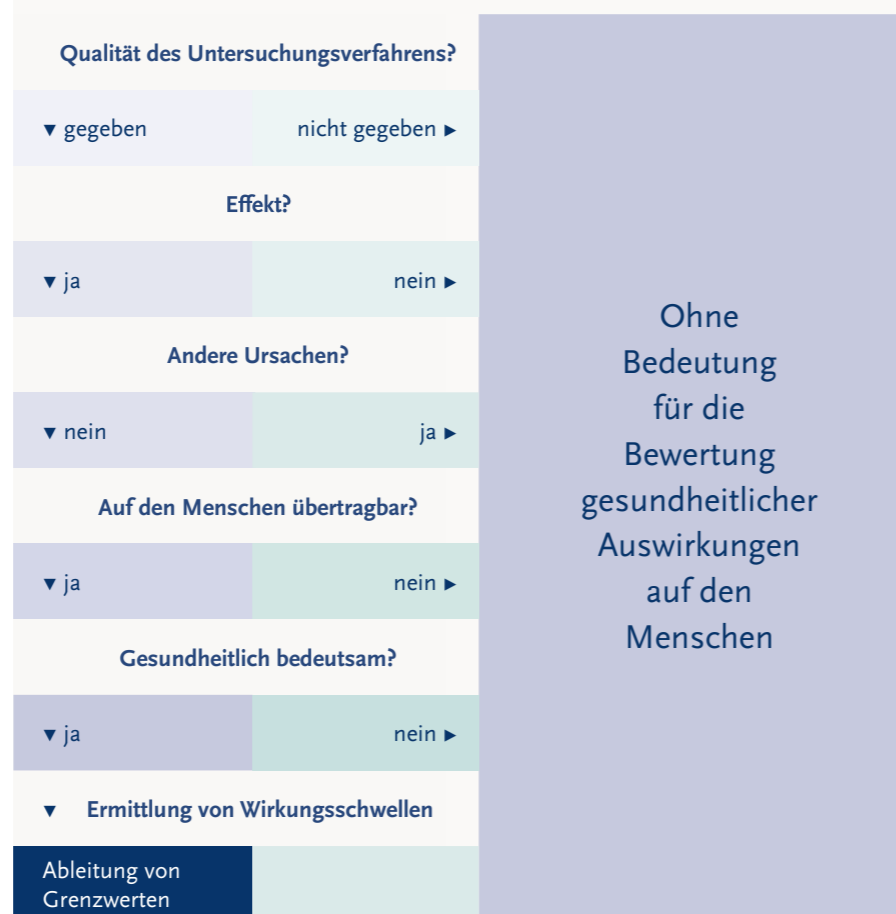 Qualität des Untersuchungsverfahrens?
▼ gegeben
nicht gegeben ►
Effekt?
▼ ja
nein ►
Andere Ursachen?
▼ nein
ja ►
Auf den Menschen übertragbar?
▼ ja
nein ►
Gesundheitlich bedeutsam?
▼ ja
nein ►
▼ Ermittlung von Wirkungsschwellen
Ableitung von
Grenzwerten
Ohne
Bedeutung
für die
Bewertung
gesundheitlicher
Auswirkungen
auf den
Menschen